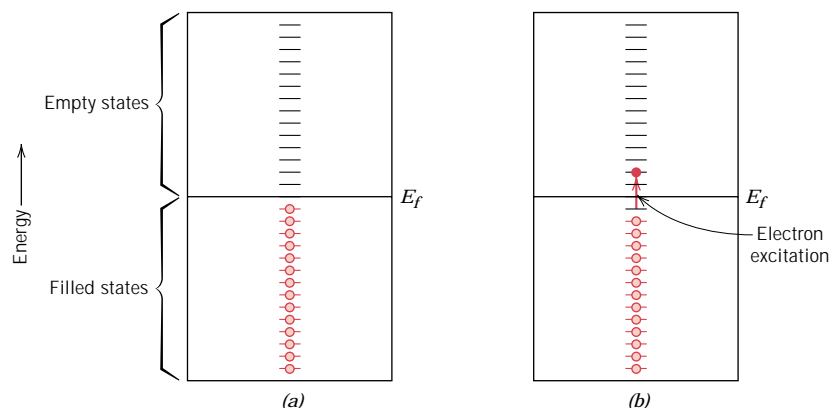 Energy
Empty states
Filled states
E_f
(a)
E_f
Electron
excitation
(b)